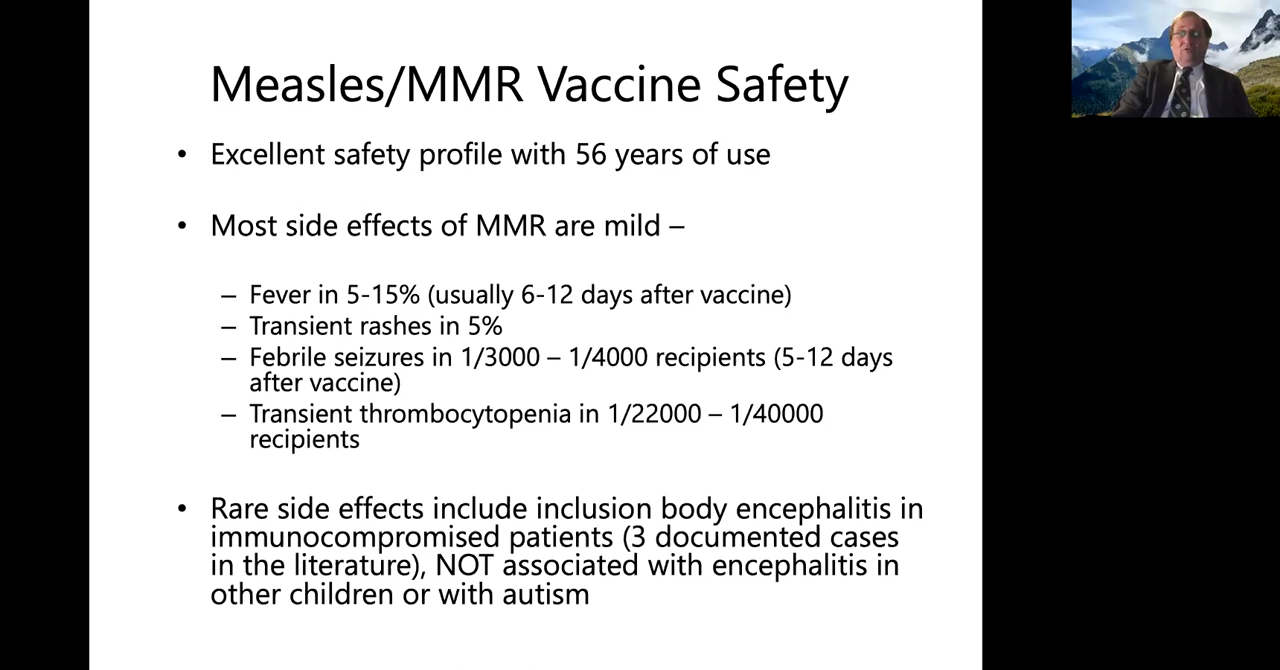 Measles/MMR Vaccine Safety
• Excellent safety profile with 56 years of use
• Most side effects of MMR are mild –
– Fever in 5-15% (usually 6-12 days after vaccine)
– Transient rashes in 5%
– Febrile seizures in 1/3000 – 1/4000 recipients (5-12 days
after vaccine)
– Transient thrombocytopenia in 1/22000 – 1/40000
recipients
• Rare side effects include inclusion body encephalitis in
immunocompromised patients (3 documented cases
in the literature), NOT associated with encephalitis in
other children or with autism